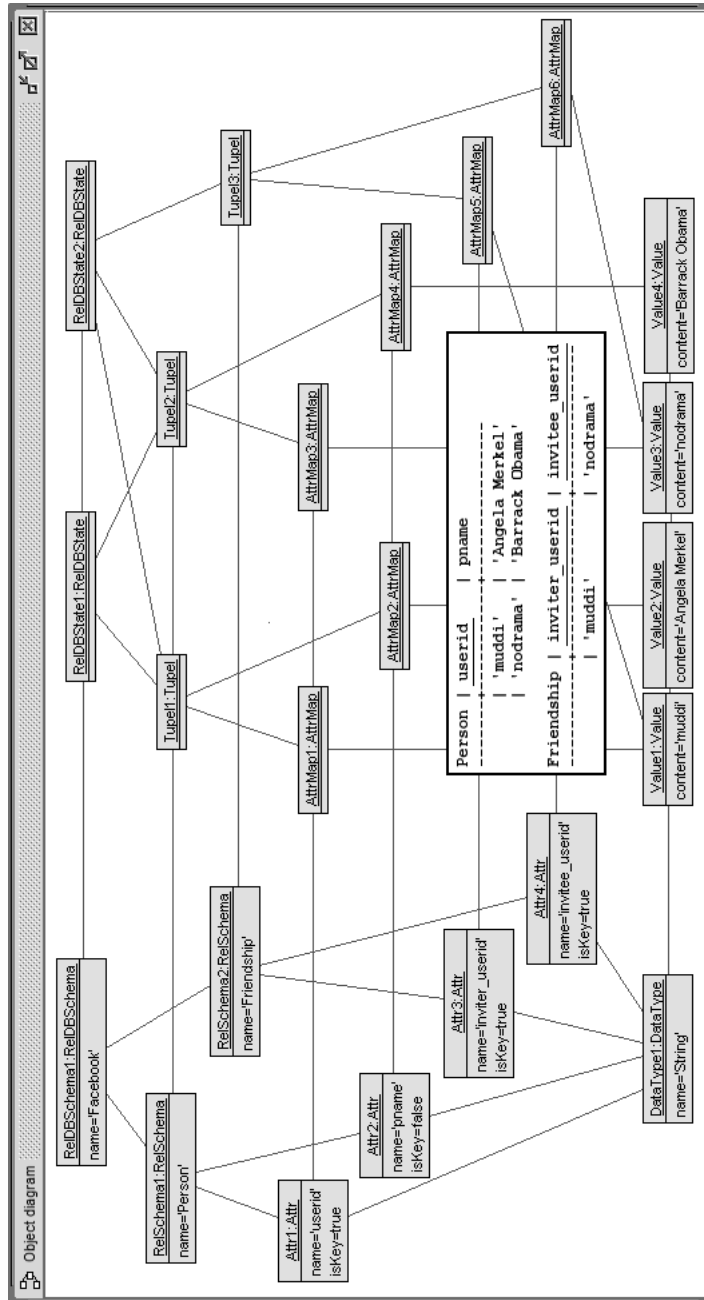 Object diagram
RelDBSchema1:RelDBSchema
name='Facebook'
RelDBState1:RelDBState
RelDBState2:RelDBState
RelSchema1:RelSchema
name='Person'
Tupel1:Tupel
Tupel2:Tupel
RelSchema2:RelSchema
name='Friendship'
Tupel3:Tupel
Attr1:Attr
name='userid'
isKey=true
AttrMap1:AttrMap
AttrMap3:AttrMap
Attr2:Attr
name='pname'
isKey=false
AttrMap2:AttrMap
AttrMap4:AttrMap
Attr3:Attr
name='inviter_userid'
isKey=true
AttrMap5:AttrMap
Attr4:Attr
name='invitee_userid'
isKey=true
AttrMap6:AttrMap
Person | userid | pname
| 'muddi' | 'Angela Merkel'
| 'nodrama' | 'Barrack Obama'
Friendship | inviter_userid | invitee_userid
| 'muddi' | 'nodrama'
DataType1:DataType
name='String'
Value1:Value
content='muddi'
Value2:Value
content='Angela Merkel'
Value3:Value
content='nodrama'
Value4:Value
content='Barrack Obama'